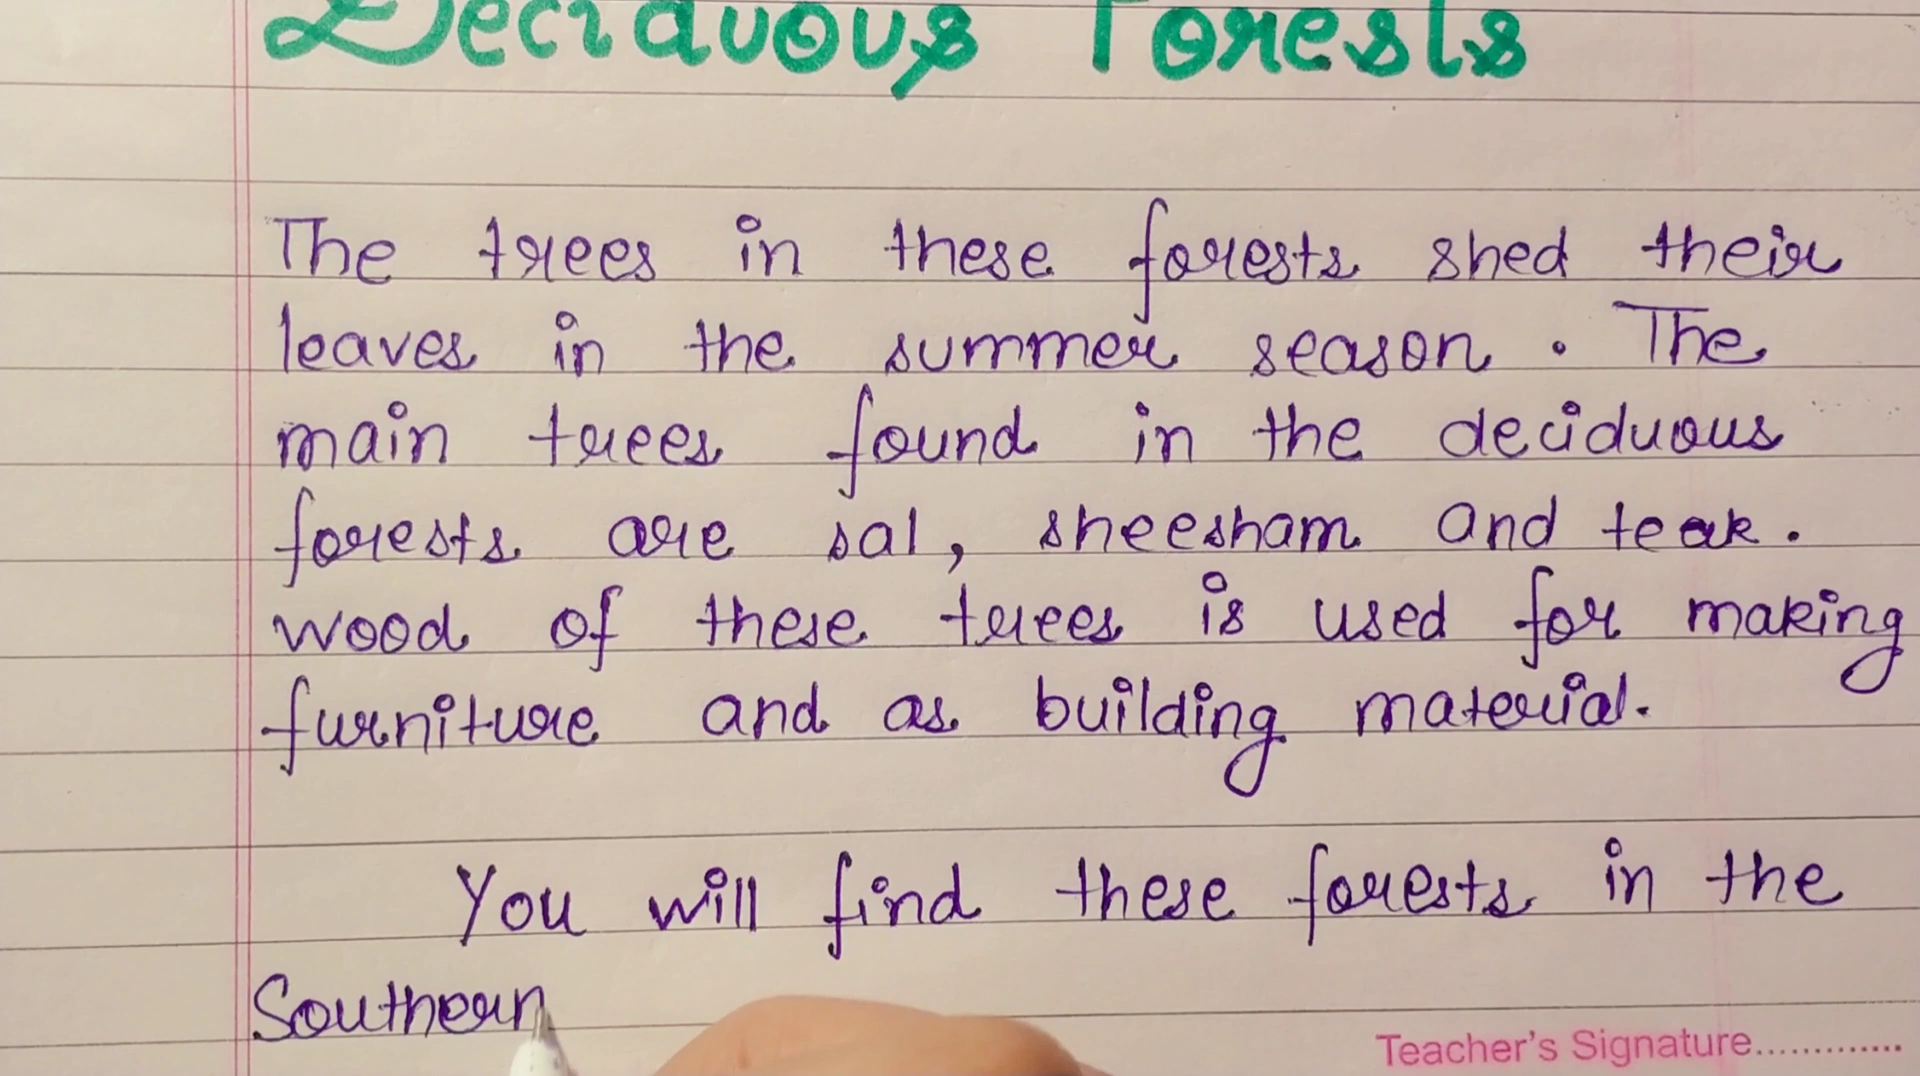 Deciduous Forests
The trees in these forests shed their
leaves in the summer season. The
main trees found in the deciduous
forests are sal, sheesham and teak.
wood of these trees is used for making
furniture and as building material.
You will find these forests in the
Southern
Teacher's Signature.............